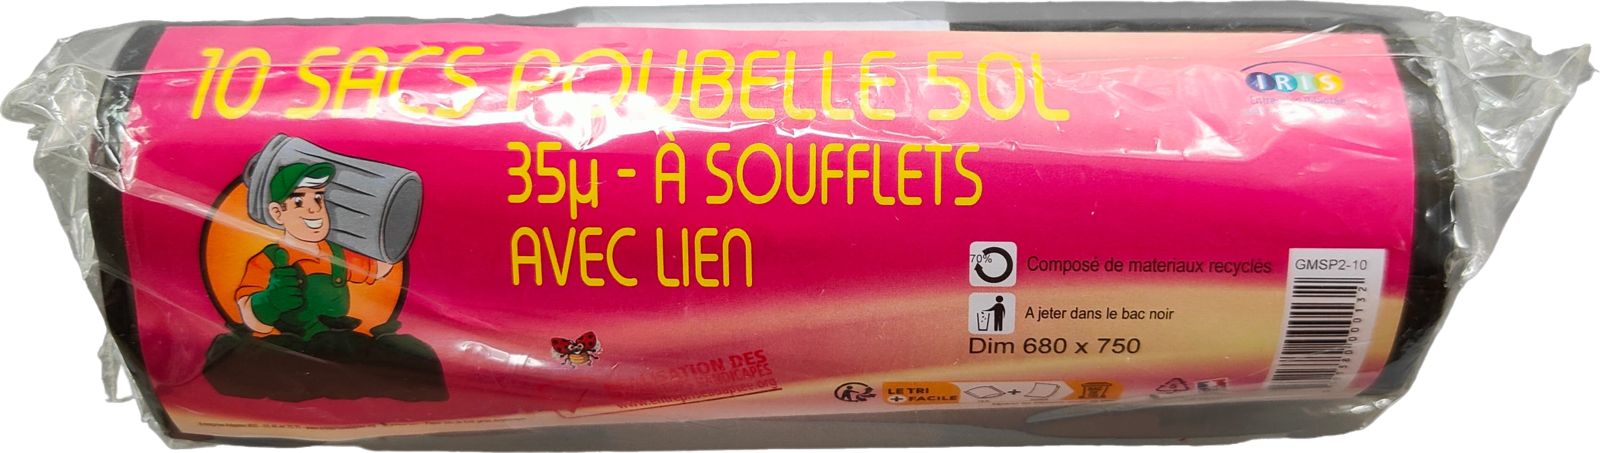 10 SACS POUBELLE 50L
35µ - À SOUFFLETS
AVEC LIEN
IRIS
70%
Composé de materiaux recyclés
GMSP2-10
A jeter dans le bac noir
Dim 680 x 750
DES
LE TRI
+ FACILE